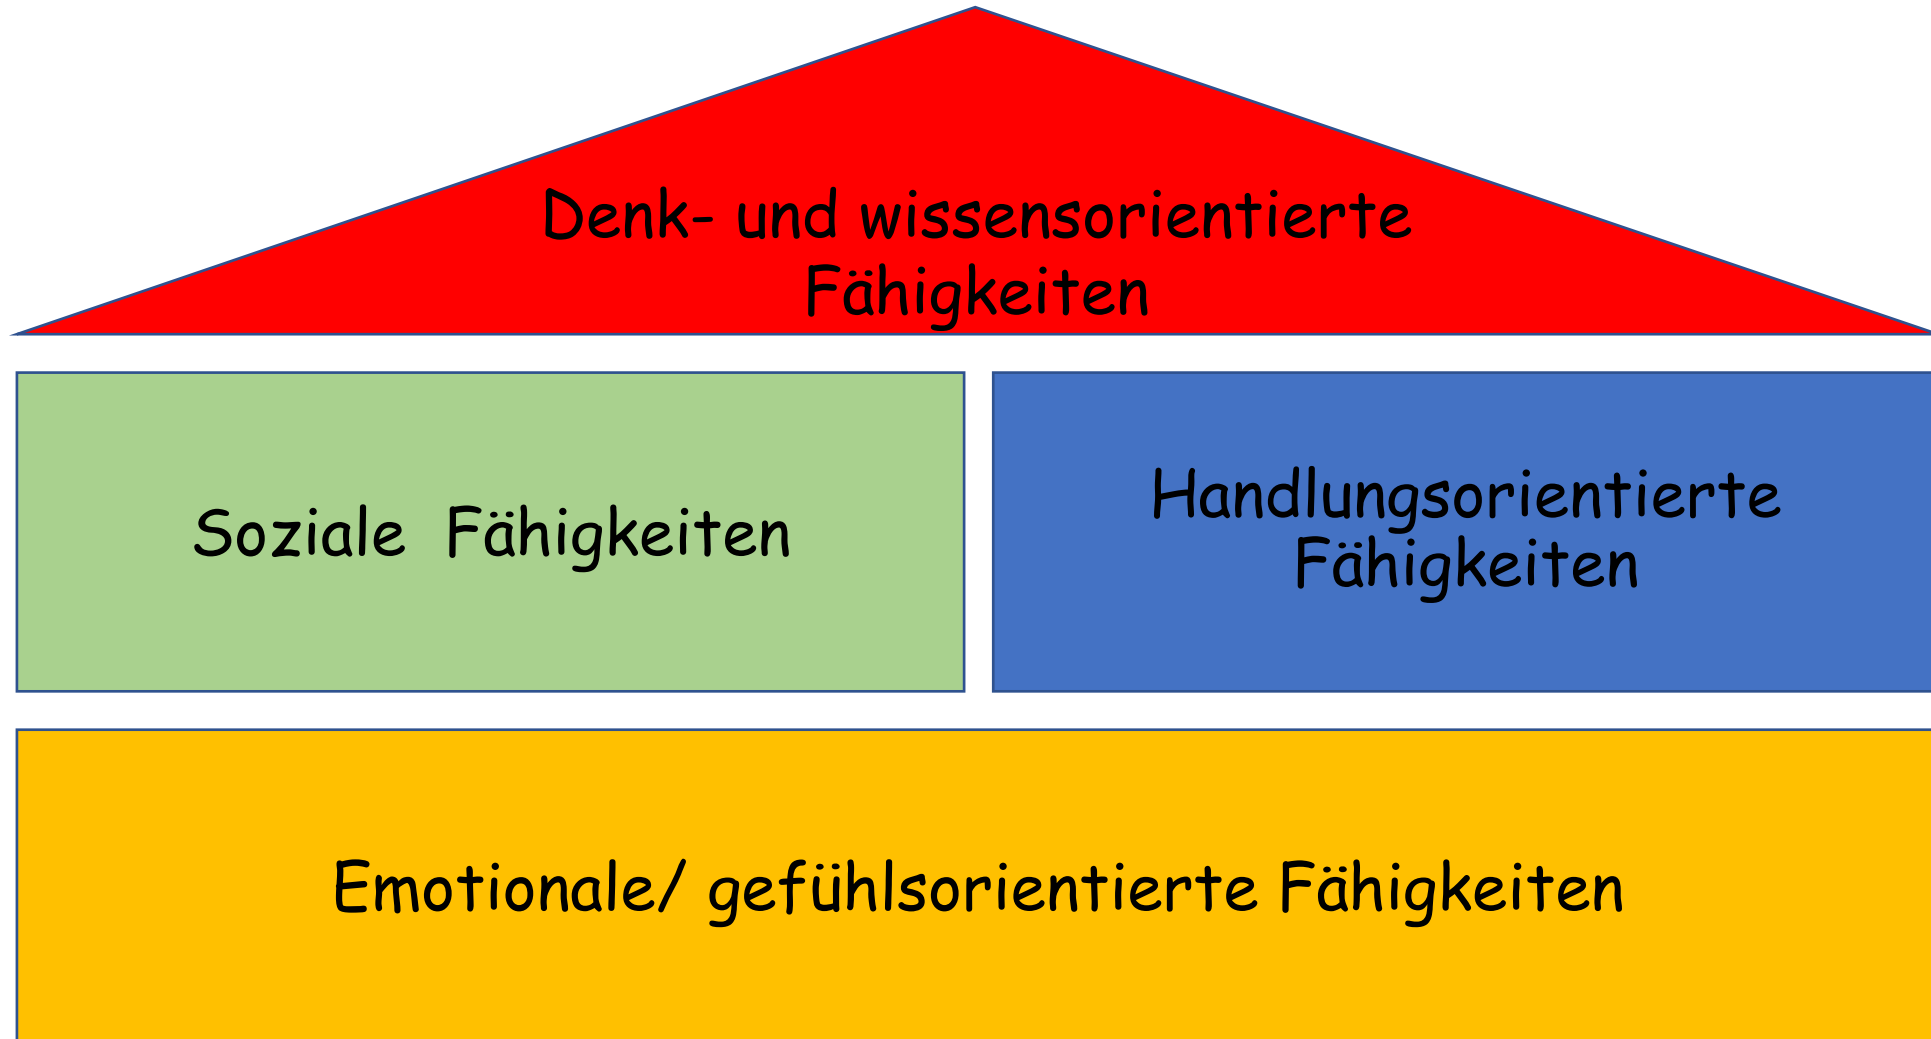 Denk- und wissensorientierte
Fähigkeiten
Soziale Fähigkeiten
Handlungsorientierte
Fähigkeiten
Emotionale/ gefühlsorientierte Fähigkeiten